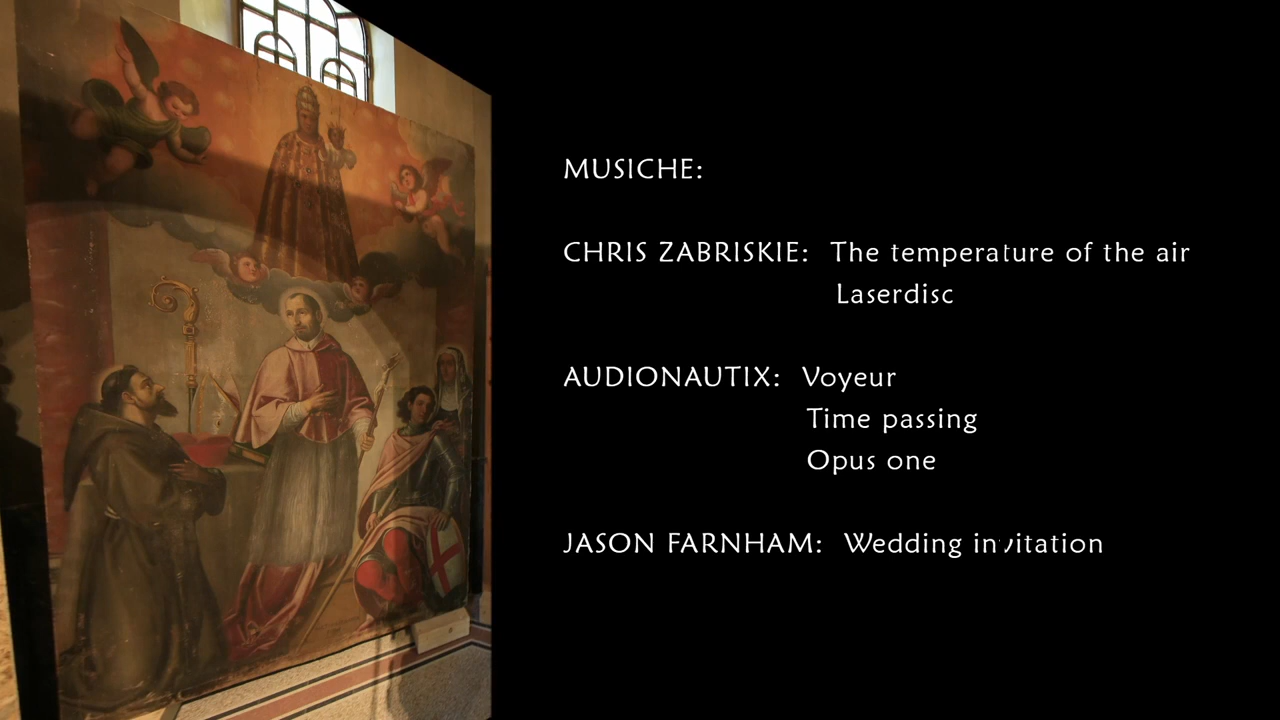 MUSICHE:
CHRIS ZABRISKIE: The temperature of the air
Laserdisc
AUDIONAUTIX: Voyeur
Time passing
Opus one
JASON FARNHAM: Wedding invitation